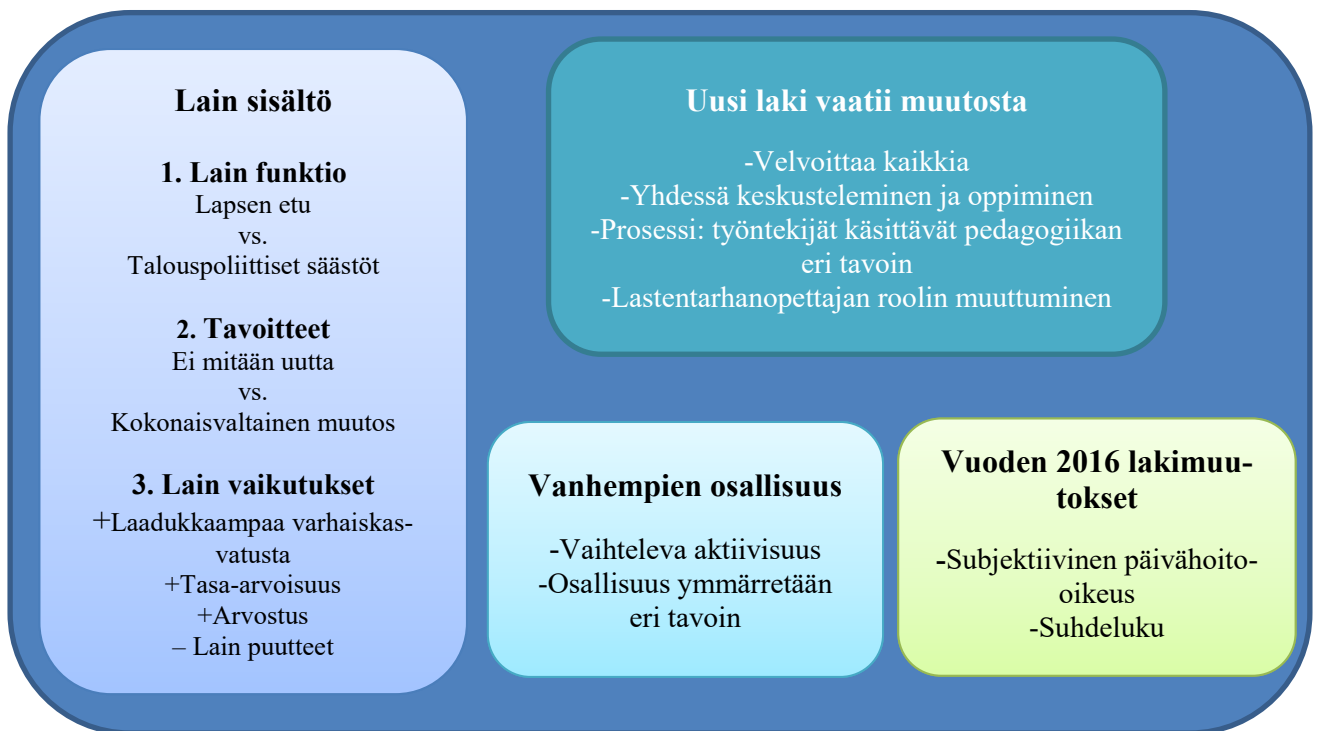 Lain sisältö
1. Lain funktio
Lapsen etu
vs.
Talouspoliittiset säästöt
2. Tavoitteet
Ei mitään uutta
vs.
Kokonaisvaltainen muutos
3. Lain vaikutukset
+Laadukkaampaa varhaiskas-
vatusta
+Tasa-arvoisuus
+Arvostus
– Lain puutteet
Uusi laki vaatii muutosta
-Velvoittaa kaikkia
-Yhdessä keskusteleminen ja oppiminen
-Prosessi: työntekijät käsittävät pedagogiikan
eri tavoin
-Lastentarhanopettajan roolin muuttuminen
Vanhempien osallisuus
-Vaihteleva aktiivisuus
-Osallisuus ymmärretään
eri tavoin
Vuoden 2016 lakimuu-
tokset
-Subjektiivinen päivähoito-
oikeus
-Suhdeluku